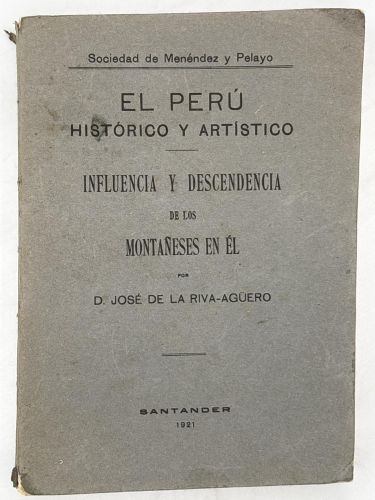 Sociedad de Menéndez y Pelayo
EL PERÚ
HISTÓRICO Y ARTÍSTICO
INFLUENCIA Y DESCENDENCIA
DE LOS
MONTAÑESES EN ÉL
POR
D. JOSÉ DE LA RIVA-AGÜERO
SANTANDER
1921